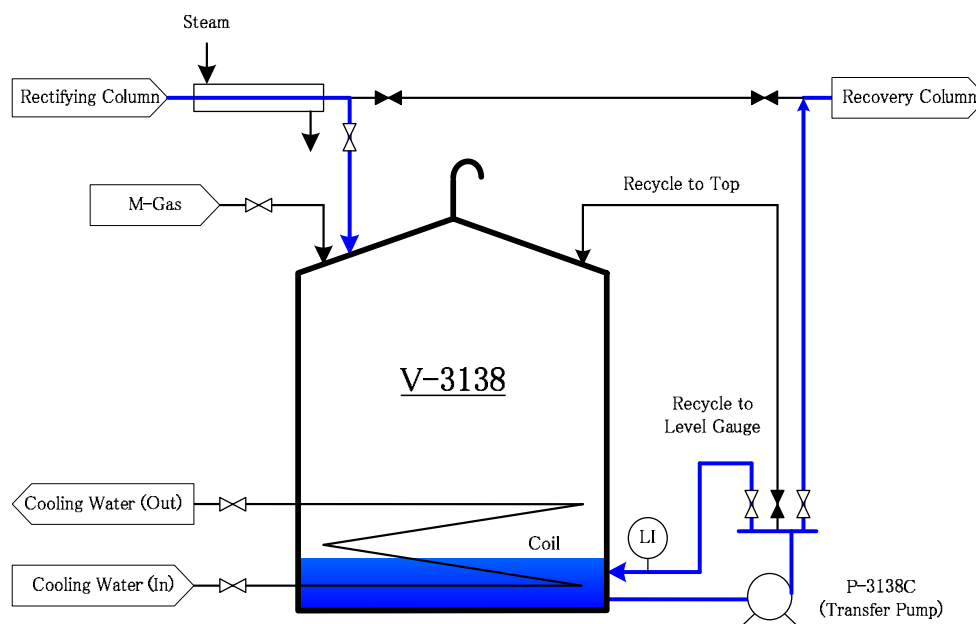 Steam
Rectifying Column
Recovery Column
M-Gas
Recycle to Top
V-3138
Recycle to
Level Gauge
Cooling Water (Out)
Coil
LI
Cooling Water (In)
P-3138C
(Transfer Pump)